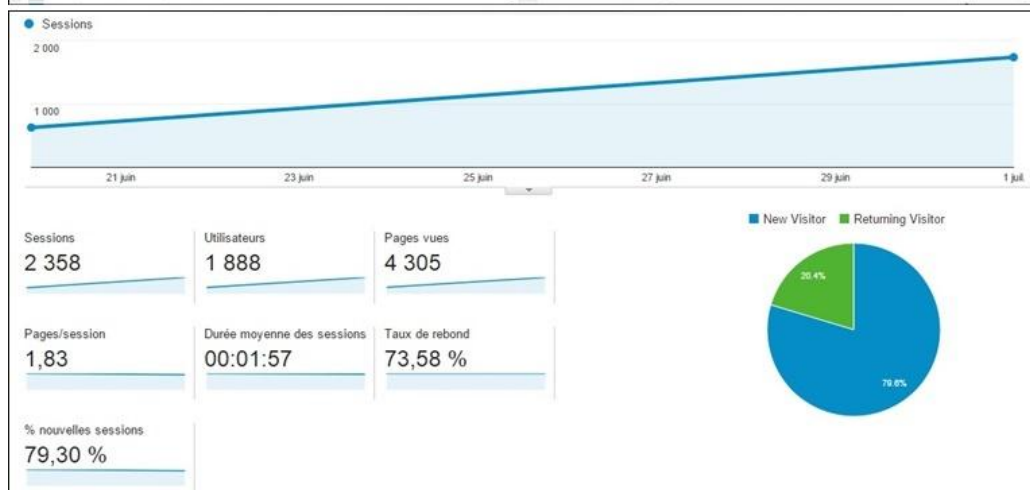 Sessions
2 000
1 000
21 juin 23 juin 25 juin 27 juin 29 juin 1 juil.
New Visitor Returning Visitor
Sessions Utilisateurs Pages vues
2 358 1 888 4 305
20.4%
Pages/session Durée moyenne des sessions Taux de rebond
1,83 00:01:57 73,58 %
79.6%
% nouvelles sessions
79,30 %